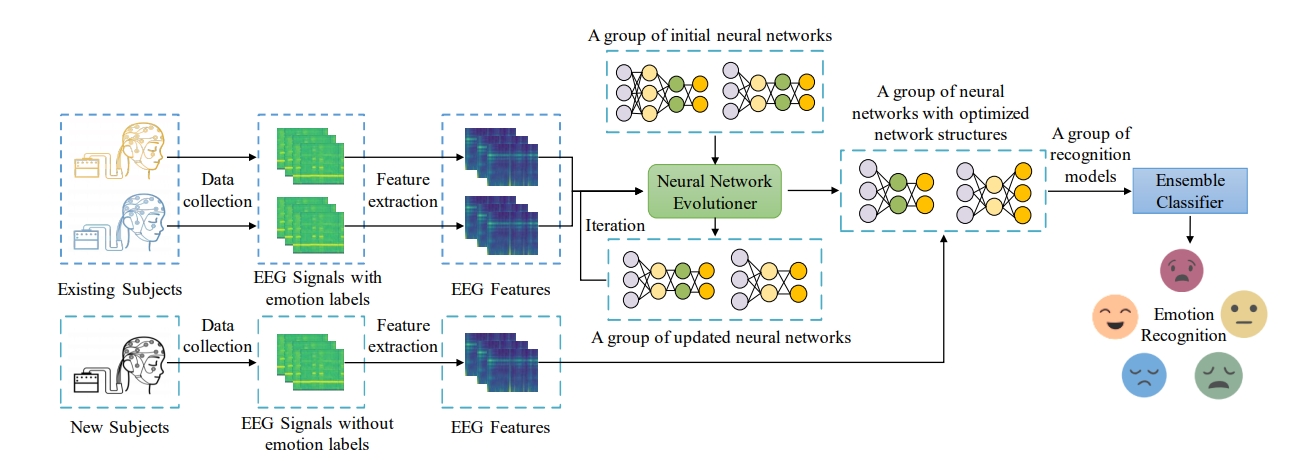 A group of initial neural networks
A group of neural
networks with optimized
network structures
A group of
recognition
models
Data
collection
Feature
extraction
Neural Network
Evolutioner
Ensemble
Classifier
Iteration
Existing Subjects
EEG Signals with
emotion labels
EEG Features
A group of updated neural networks
Emotion
Recognition
Data
collection
Feature
extraction
New Subjects
EEG Signals without
emotion labels
EEG Features